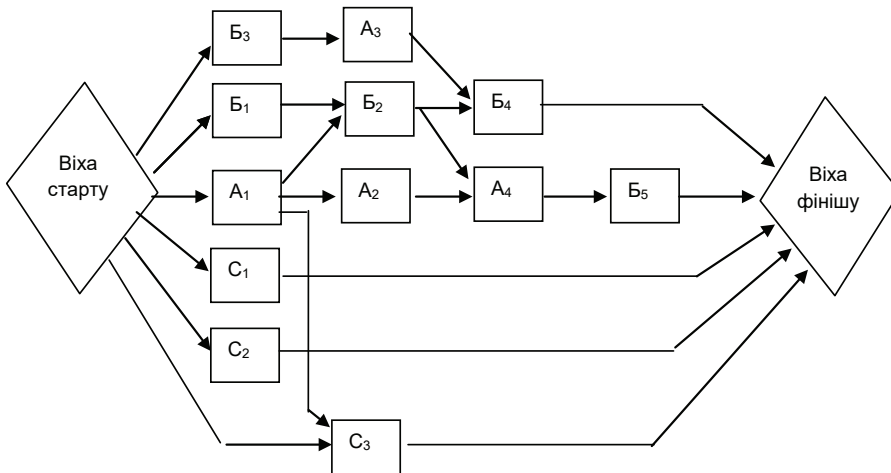 Б₃
А₃
Б₁
Б₂
Б₄
Віха
старту
А₁
А₂
А₄
Б₅
Віха
фінішу
С₁
С₂
С₃